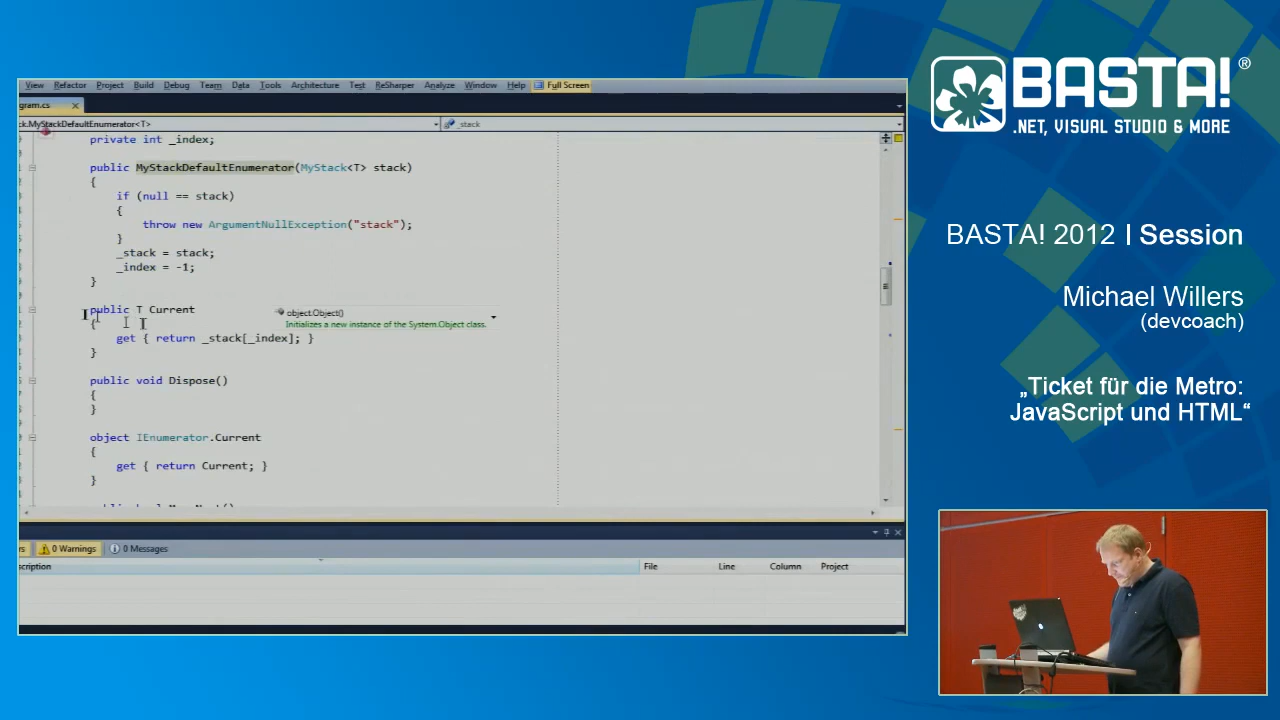 View Refactor Project Build Debug Team Data Tools Architecture Test ReSharper Analyze Window Help Full Screen
gram.cs
ck.MyStackDefaultEnumerator<T>
_stack
private int _index;
public MyStackDefaultEnumerator(MyStack<T> stack)
{
if (null == stack)
{
throw new ArgumentNullException("stack");
}
_stack = stack;
_index = -1;
}
public T Current
{
get { return _stack[_index]; }
}
object.Object()
Initializes a new instance of the System.Object class.
public void Dispose()
{
}
object IEnumerator.Current
{
get { return Current; }
}
rs 0 Warnings 0 Messages
scription File Line Column Project
BASTA!®
.NET, VISUAL STUDIO & MORE
BASTA! 2012 I Session
Michael Willers
(devcoach)
„Ticket für die Metro:
JavaScript und HTML“